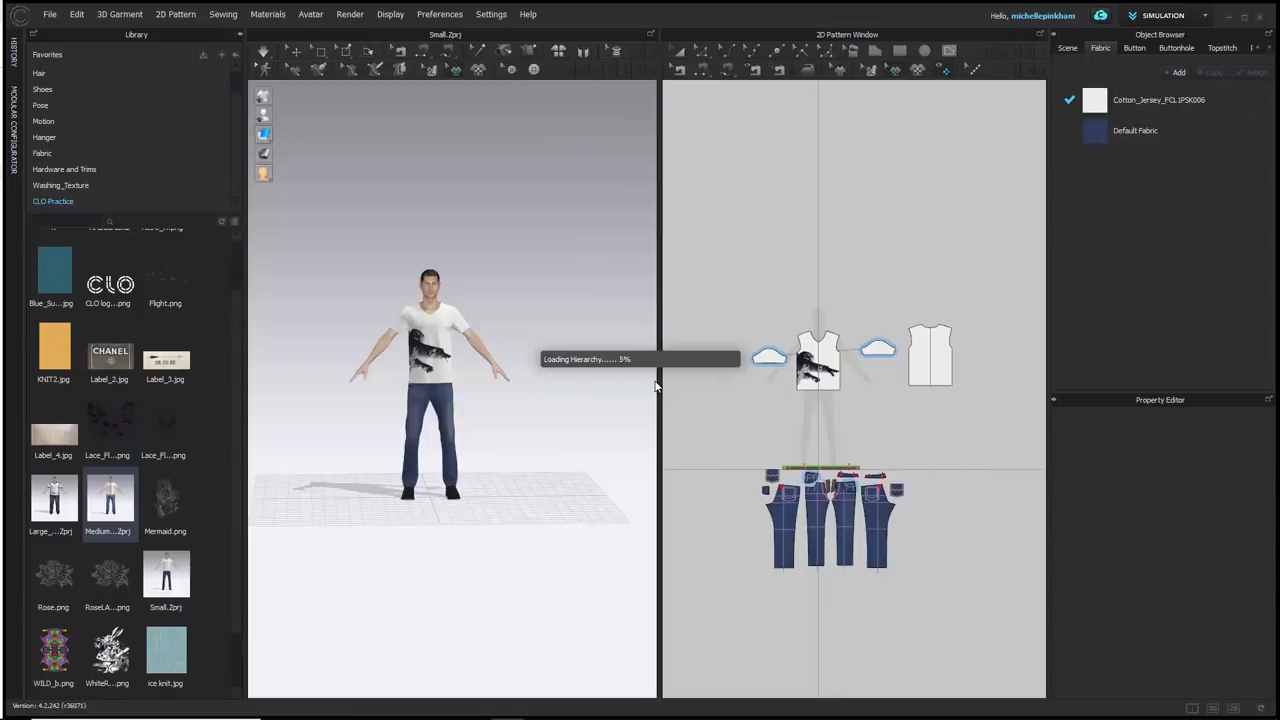 File Edit 3D Garment 2D Pattern Sewing Materials Avatar Render Display Preferences Settings Help
Hello, michellepinkham
SIMULATION
HISTORY
MODULAR CONFIGURATOR
Library
Favorites
Hair
Shoes
Pose
Motion
Hanger
Fabric
Hardware and Trims
Washing_Texture
CLO Practice
Blue_Su...jpg
CLO
CLO log...png
Flight.png
KNIT2.jpg
CHANEL
Label_2.jpg
Label_3.jpg
Label_4.jpg
Lace_Fl...png
Lace_Fl...png
Large_...Zprj
Medium...Zprj
Mermaid.png
Rose.png
RoseLA...png
Small.Zprj
WILD_b.png
WhiteR...png
ice knit.jpg
Version: 4.2.242 (r36071)
Small.Zprj
Loading Hierarchy...... 5%
2D Pattern Window
Object Browser
Scene Fabric Button Buttonhole Topstitch
+ Add Copy Assign
Cotton_Jersey_FCL1PSK006
Default Fabric
Property Editor
3D
2D